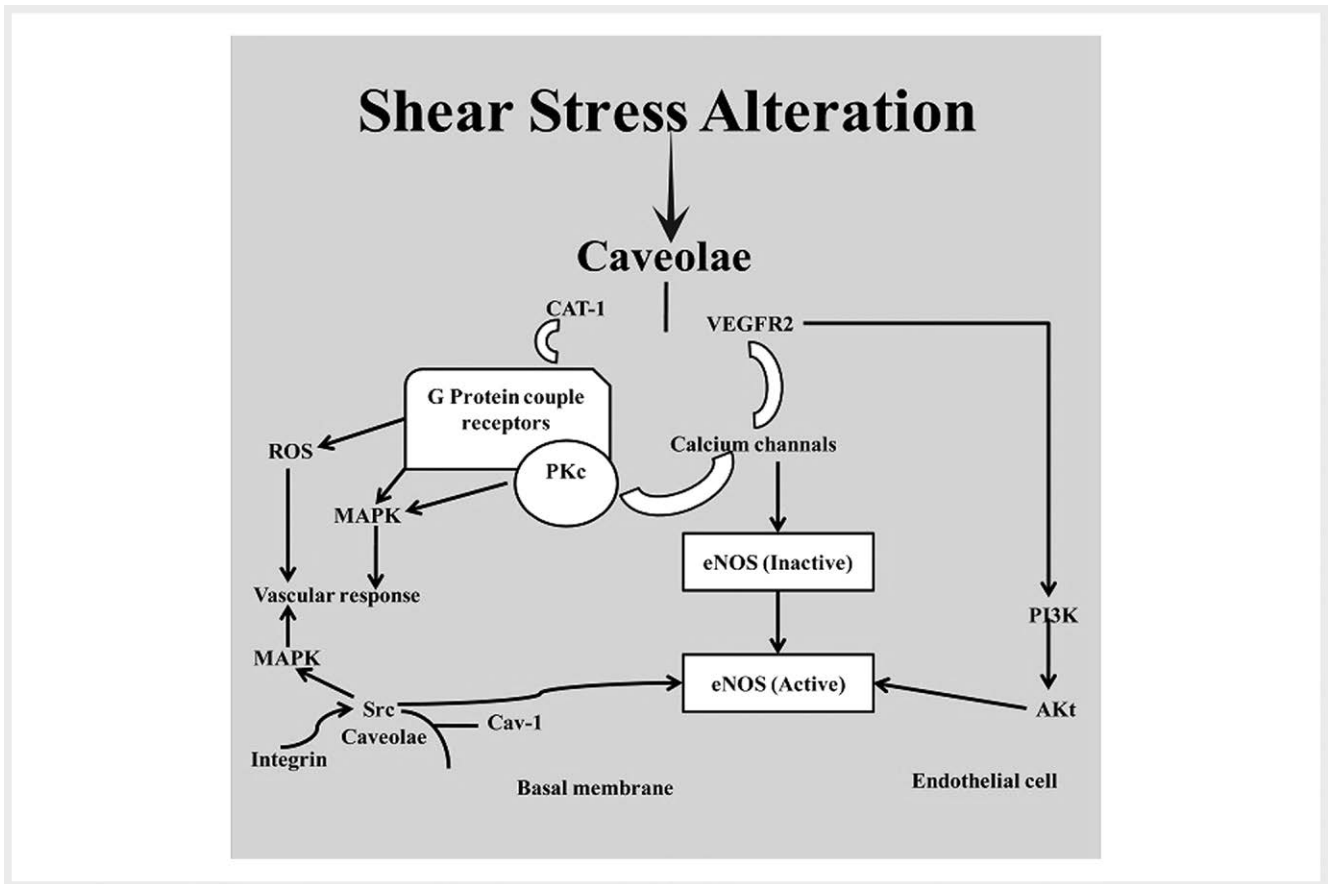 Shear Stress Alteration
Caveolae
CAT-1
VEGFR2
G Protein couple
receptors
ROS
Calcium channals
PKc
MAPK
eNOS (Inactive)
Vascular response
PI3K
MAPK
eNOS (Active)
Src
AKt
Cav-1
Caveolae
Integrin
Basal membrane
Endothelial cell